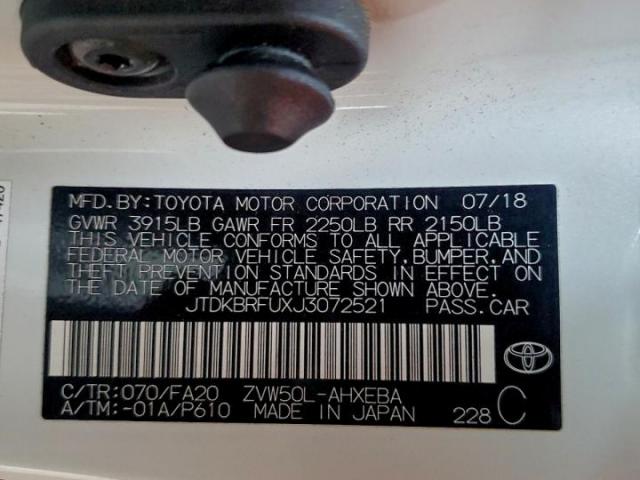 MFD.BY:TOYOTA MOTOR CORPORATION 07/18
GVWR 3915LB GAWR FR 2250LB RR 2150LB
THIS VEHICLE CONFORMS TO ALL APPLICABLE
FEDERAL MOTOR VEHICLE SAFETY,BUMPER,AND
THEFT PREVENTION STANDARDS IN EFFECT ON
THE DATE OF MANUFACTURE SHOWN ABOVE.
JTDKBRFUXJ3072521 PASS.CAR
C/TR:070/FA20 ZVW50L-AHXEBA
A/TM:-01A/P610 MADE IN JAPAN 228 C